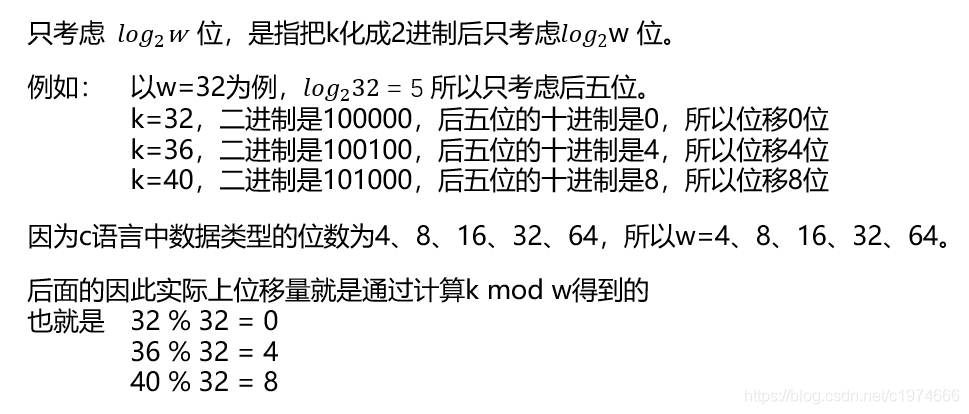 只考虑 log₂w 位，是指把k化成2进制后只考虑log₂w 位。
例如： 以w=32为例，log₂32 = 5 所以只考虑后五位。
k=32，二进制是100000，后五位的十进制是0，所以位移0位
k=36，二进制是100100，后五位的十进制是4，所以位移4位
k=40，二进制是101000，后五位的十进制是8，所以位移8位
因为c语言中数据类型的位数为4、8、16、32、64，所以w=4、8、16、32、64。
后面的因此实际上位移量就是通过计算k mod w得到的
也就是 32 % 32 = 0
36 % 32 = 4
40 % 32 = 8
https://blog.csdn.net/c1974666